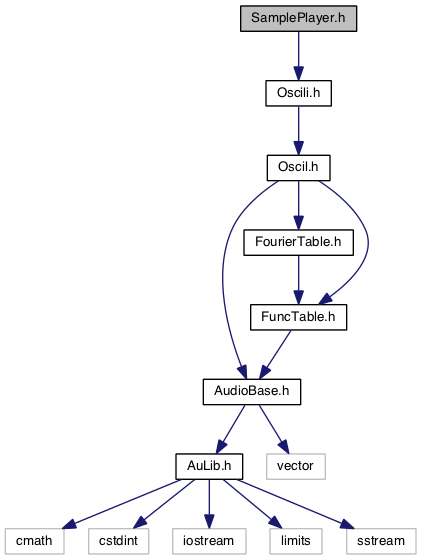 SamplePlayer.h
Oscili.h
Oscil.h
FourierTable.h
FuncTable.h
AudioBase.h
AuLib.h
vector
cmath
cstdint
iostream
limits
sstream